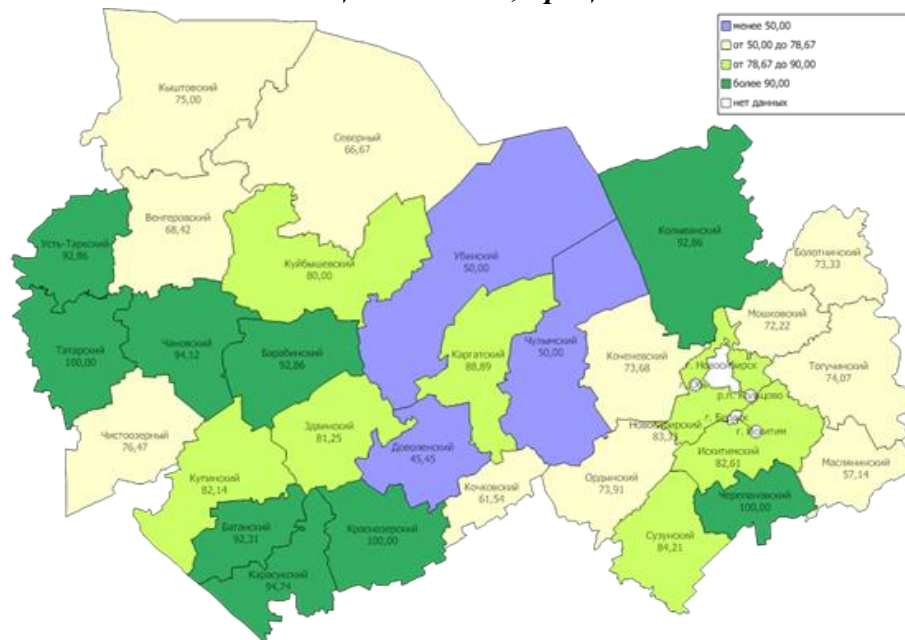 менее 50,00
от 50,00 до 78,67
от 78,67 до 90,00
более 90,00
нет данных
Кыштовский
75,00
Северный
66,67
Венгеровский
68,42
Усть-Таркский
92,86
Куйбышевский
80,00
Убинский
50,00
Колыванский
92,86
Болотнинский
73,33
Мошковский
72,22
Татарский
100,00
Чановский
94,12
Барабинский
92,86
Каргатский
88,89
Чулымский
50,00
Коченевский
73,68
г. Новосибирск
Тогучинский
74,07
р.п. Кольцово
г. Бердск
Новосибирский
83,33
г. Искитим
Чистоозерный
76,47
Здвинский
81,25
Доволенский
45,45
Искитимский
82,61
Маслянинский
57,14
Купинский
82,14
Кочковский
61,54
Ордынский
73,91
Черепановский
100,00
Баганский
92,31
Краснозерский
100,00
Сузунский
84,21
Карасукский
94,74